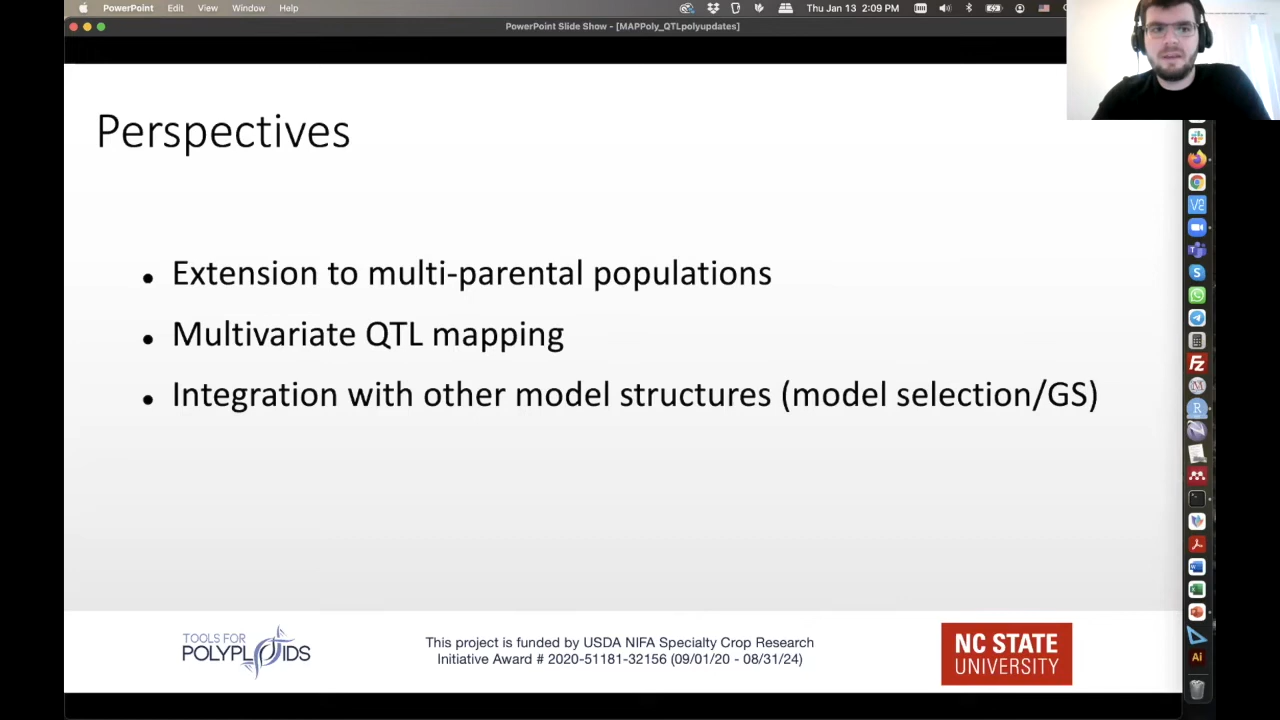 PowerPoint Edit View Window Help
Thu Jan 13 2:09 PM
PowerPoint Slide Show - [MAPPoly_QTLpolyupdates]
Perspectives
• Extension to multi-parental populations
• Multivariate QTL mapping
• Integration with other model structures (model selection/GS)
TOOLS FOR
POLYPLOIDS
This project is funded by USDA NIFA Specialty Crop Research
Initiative Award # 2020-51181-32156 (09/01/20 - 08/31/24)
NC STATE
UNIVERSITY
Fz
R
Ai